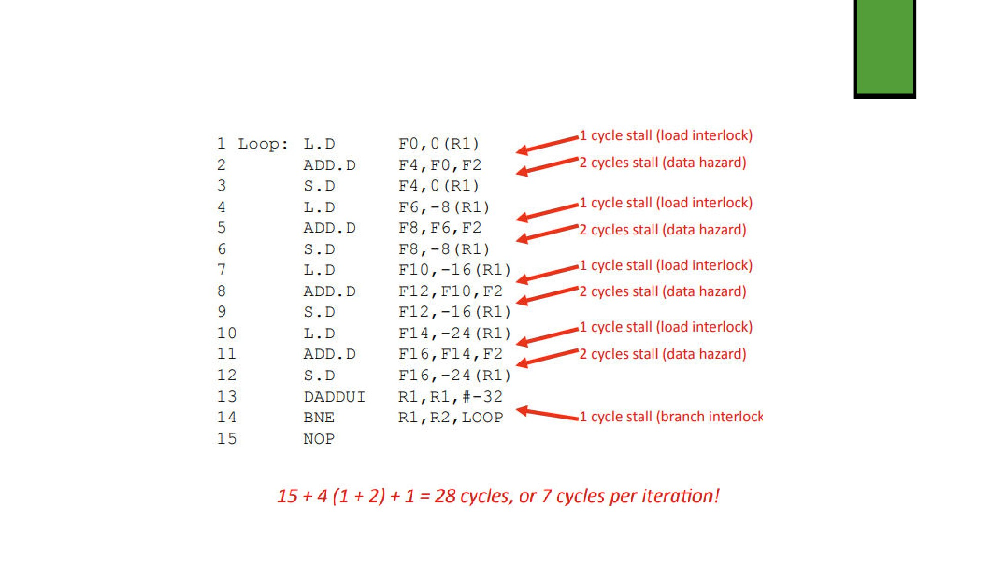 1 Loop: L.D F0,0(R1)
1 cycle stall (load interlock)
2 ADD.D F4,F0,F2
2 cycles stall (data hazard)
3 S.D F4,0(R1)
4 L.D F6,-8(R1)
1 cycle stall (load interlock)
5 ADD.D F8,F6,F2
2 cycles stall (data hazard)
6 S.D F8,-8(R1)
7 L.D F10,-16(R1)
1 cycle stall (load interlock)
8 ADD.D F12,F10,F2
2 cycles stall (data hazard)
9 S.D F12,-16(R1)
10 L.D F14,-24(R1)
1 cycle stall (load interlock)
11 ADD.D F16,F14,F2
2 cycles stall (data hazard)
12 S.D F16,-24(R1)
13 DADDUI R1,R1,#-32
14 BNE R1,R2,LOOP
1 cycle stall (branch interlock
15 NOP
15 + 4 (1 + 2) + 1 = 28 cycles, or 7 cycles per iteration!